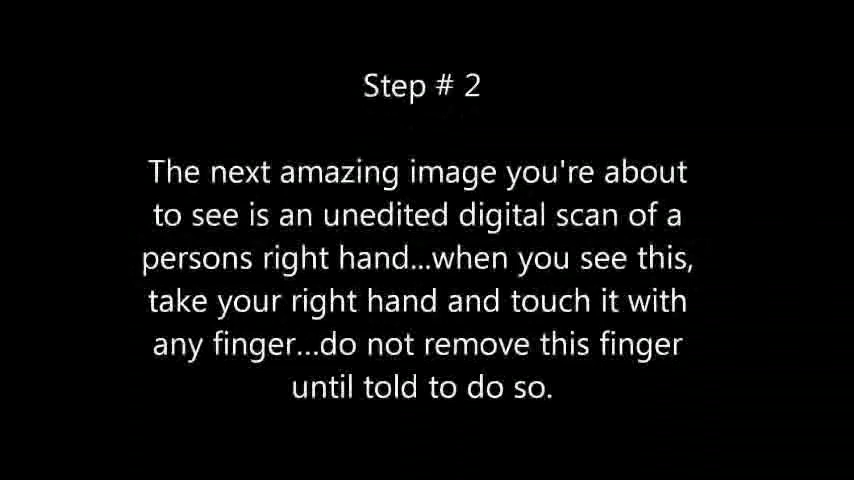 Step # 2
The next amazing image you're about
to see is an unedited digital scan of a
persons right hand...when you see this,
take your right hand and touch it with
any finger...do not remove this finger
until told to do so.